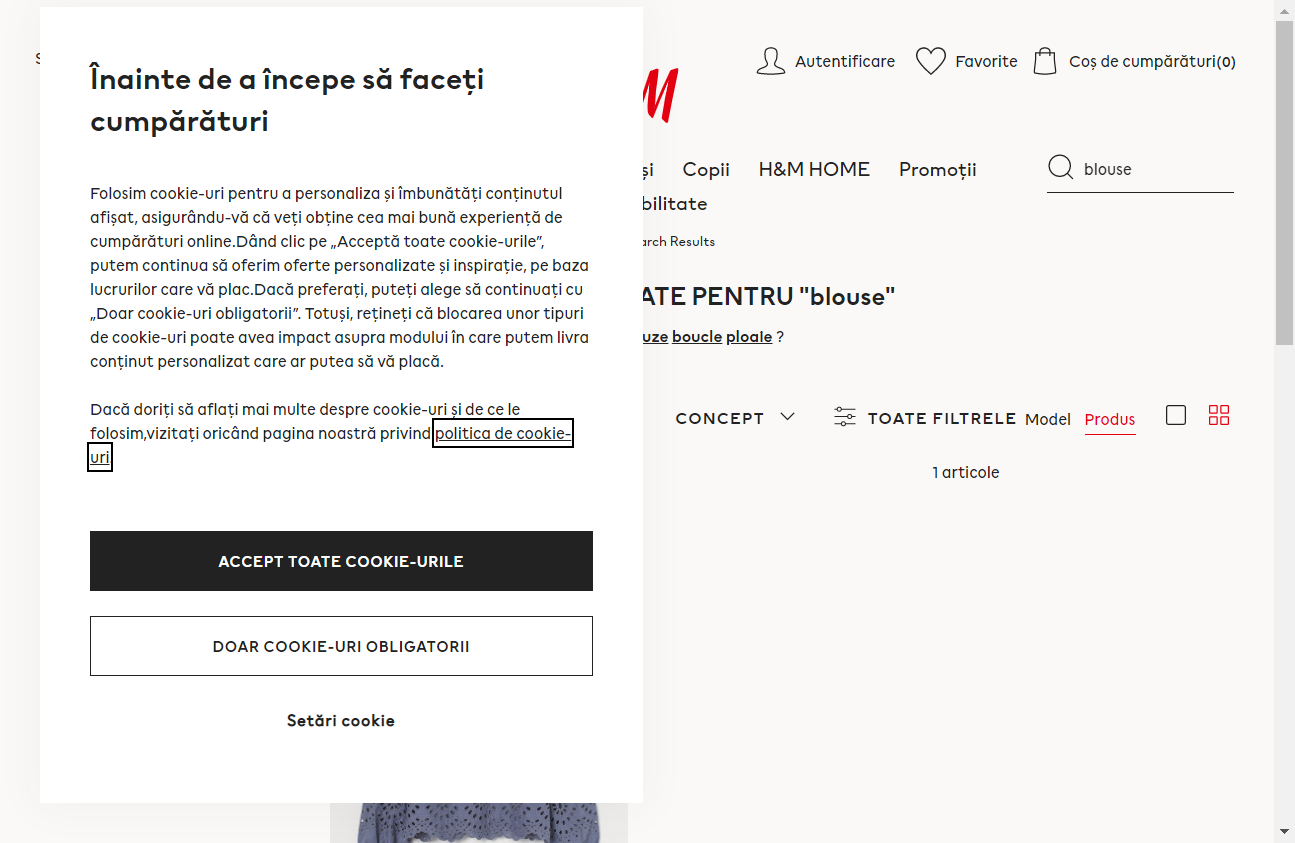 Autentificare
Favorite
Coș de cumpărături(0)
Înainte de a începe să faceți
cumpărături
Copii
H&M HOME
Promoții
blouse
Folosim cookie-uri pentru a personaliza și îmbunătăți conținutul
afișat, asigurându-vă că veți obține cea mai bună experiență de
cumpărături online.Dând clic pe „Acceptă toate cookie-urile”,
putem continua să oferim oferte personalizate și inspirație, pe baza
lucrurilor care vă plac.Dacă preferați, puteți alege să continuați cu
„Doar cookie-uri obligatorii”. Totuși, rețineți că blocarea unor tipuri
de cookie-uri poate avea impact asupra modului în care putem livra
conținut personalizat care ar putea să vă placă.
Results
PENTRU "blouse"
boucle ploale ?
Dacă doriți să aflați mai multe despre cookie-uri și de ce le
folosim,vizitați oricând pagina noastră privind politica de cookie-
uri
CONCEPT
TOATE FILTRELE
Model
Produs
1 articole
ACCEPT TOATE COOKIE-URILE
DOAR COOKIE-URI OBLIGATORII
Setări cookie